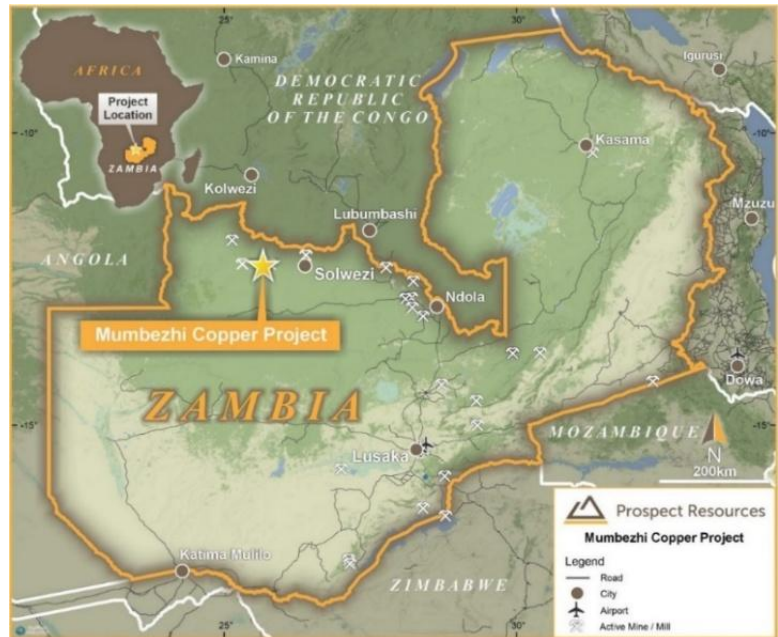 25°
30°
Kamina
Igurusi
DEMOCRATIC
REPUBLIC
OF THE CONGO
AFRICA
Project
Location
ZAMBIA
-10°
-10°
Kasama
Kolwezi
Mzuzu
Lubumbashi
ANGOLA
Solwezi
Ndola
Mumbezhi Copper Project
Dowa
ZAMBIA
-15°
-15°
MOZAMBIQUE
N
200km
Lusaka
Prospect Resources
Mumbezhi Copper Project
Legend
Road
City
Airport
Active Mine / Mill
Katima Mulilo
ZIMBABWE
25°
30°